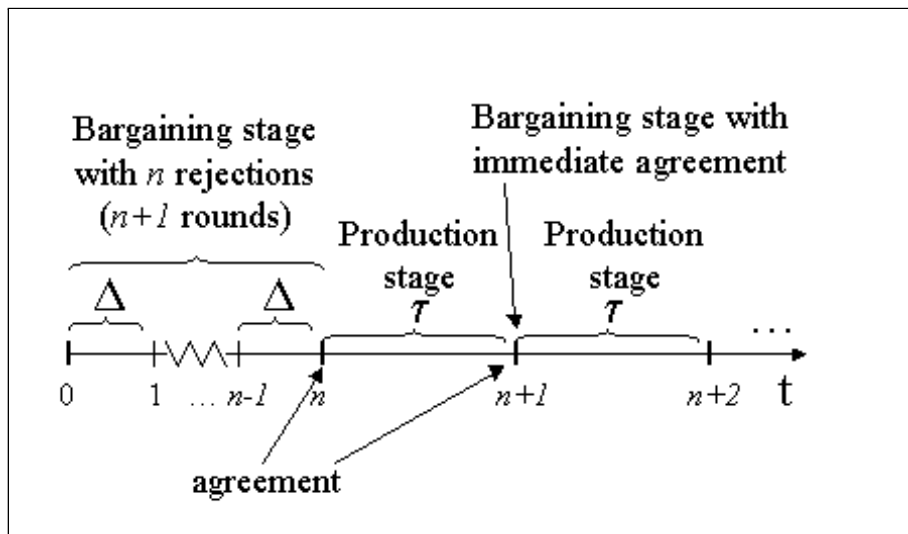 Bargaining stage
with n rejections
(n+1 rounds)
Bargaining stage with
immediate agreement
Production
stage
τ
Production
stage
τ
Δ
Δ
...
0
1
...
n-1
n
n+1
n+2
t
agreement